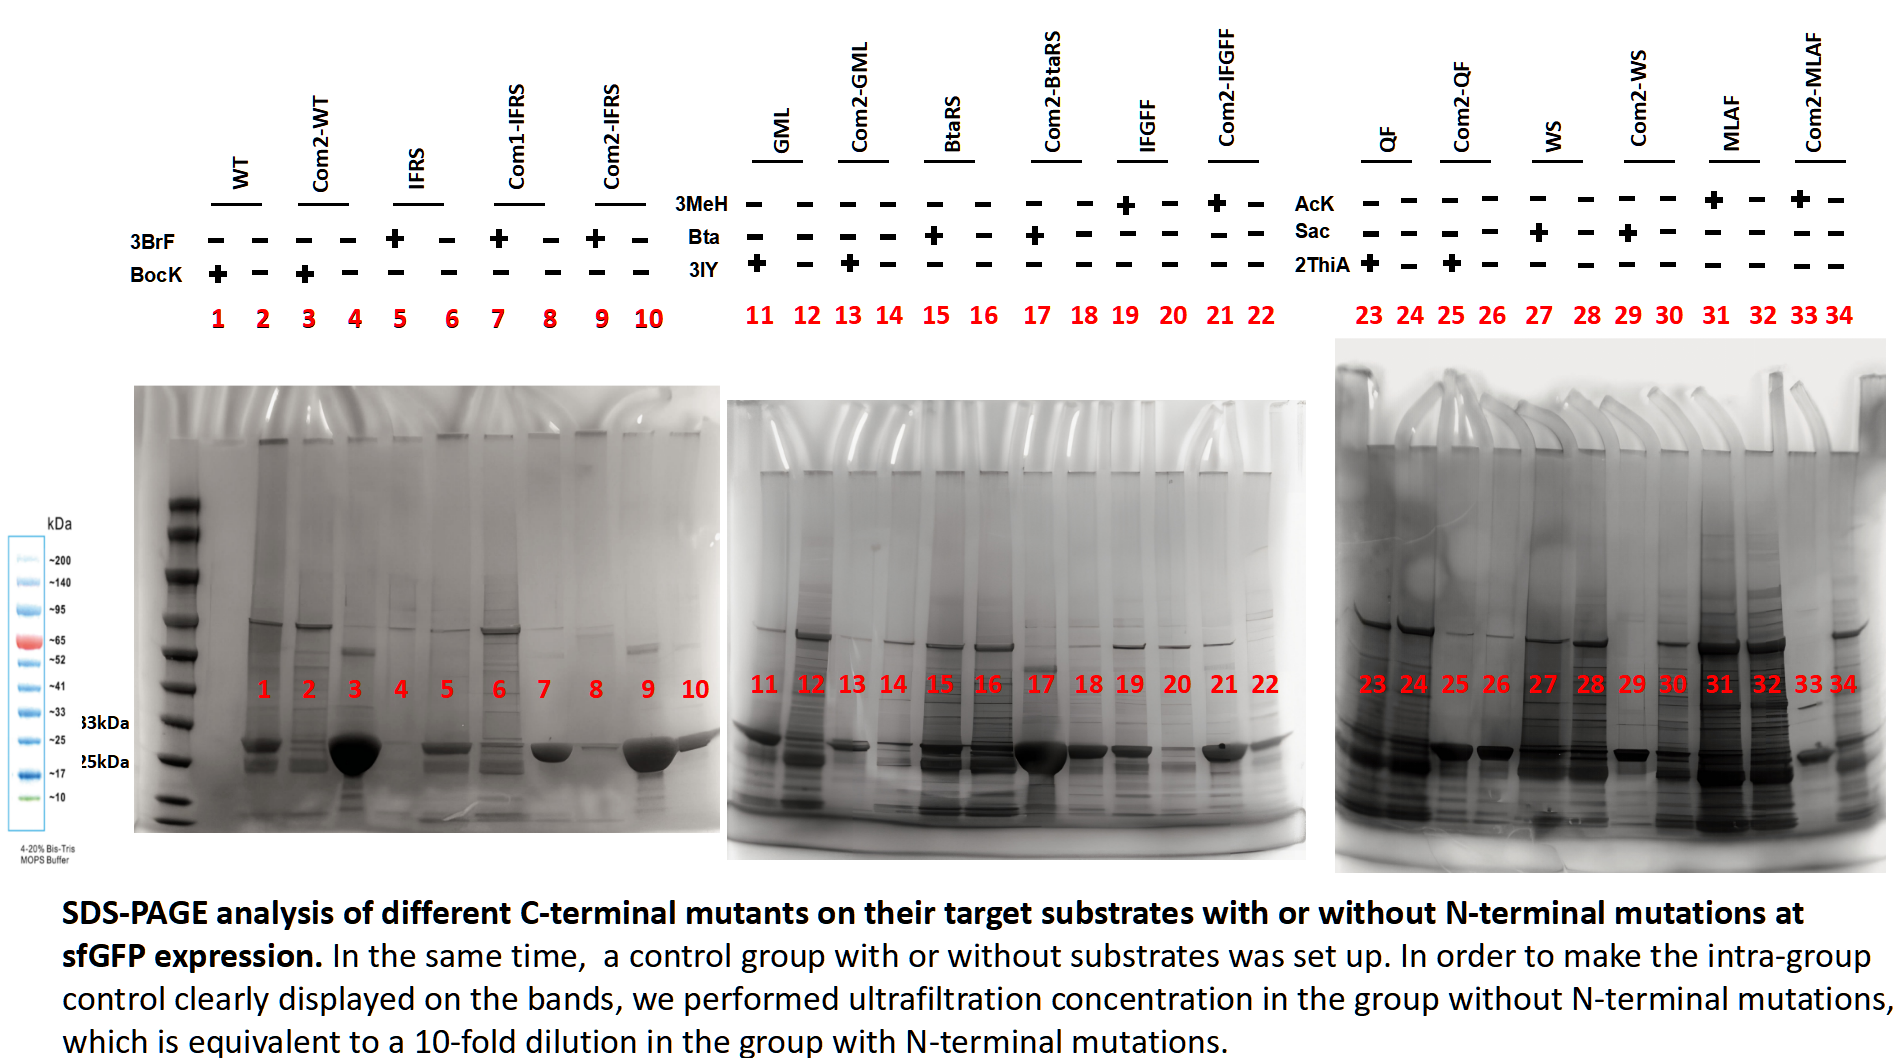 WT
Com2-WT
IFRS
Com1-IFRS
Com2-IFRS
GML
Com2-GML
BtaRS
Com2-BtaRS
IFGFF
Com2-IFGFF
QF
Com2-QF
WS
Com2-WS
MLAF
Com2-MLAF
3BrF − − − − + − + − + −
BocK + − + − − − − − − −
1 2 3 4 5 6 7 8 9 10
3MeH − − − − − − − − + − + −
Bta − − − − + − + − − − − −
3IY + − + − − − − − − − − −
11 12 13 14 15 16 17 18 19 20 21 22
AcK − − − − − − − − + − + −
Sac − − − − + − + − − − − −
2ThiA + − + − − − − − − − − −
23 24 25 26 27 28 29 30 31 32 33 34
kDa
~200
~140
~95
~65
~52
~41
~33
~25
~17
~10
4-20% Bis-Tris
MOPS Buffer
33kDa
25kDa
1 2 3 4 5 6 7 8 9 10
11 12 13 14 15 16 17 18 19 20 21 22
23 24 25 26 27 28 29 30 31 32 33 34
SDS-PAGE analysis of different C-terminal mutants on their target substrates with or without N-terminal mutations at
sfGFP expression. In the same time, a control group with or without substrates was set up. In order to make the intra-group
control clearly displayed on the bands, we performed ultrafiltration concentration in the group without N-terminal mutations,
which is equivalent to a 10-fold dilution in the group with N-terminal mutations.